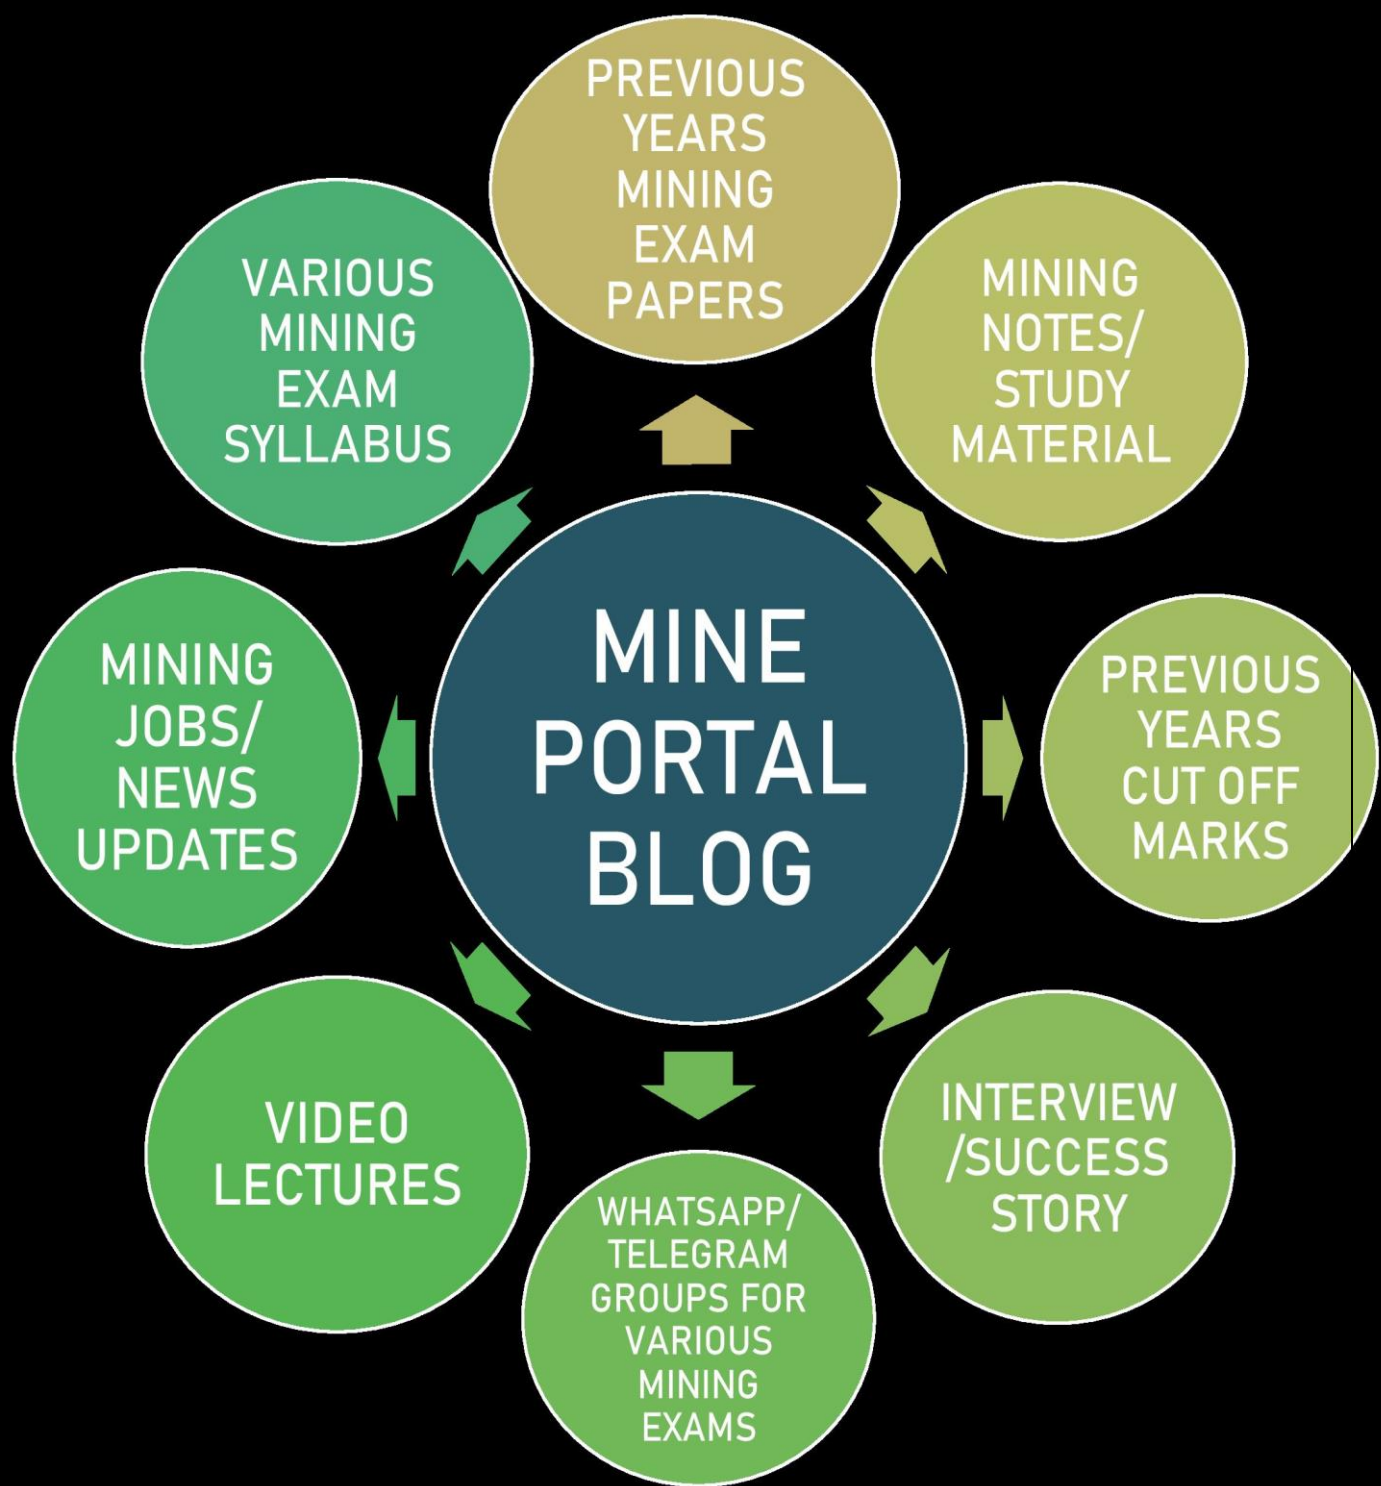 PREVIOUS
YEARS
MINING
EXAM
PAPERS
VARIOUS
MINING
EXAM
SYLLABUS
MINING
NOTES/
STUDY
MATERIAL
MINING
JOBS/
NEWS
UPDATES
MINE
PORTAL
BLOG
PREVIOUS
YEARS
CUT OFF
MARKS
VIDEO
LECTURES
INTERVIEW
/SUCCESS
STORY
WHATSAPP/
TELEGRAM
GROUPS FOR
VARIOUS
MINING
EXAMS